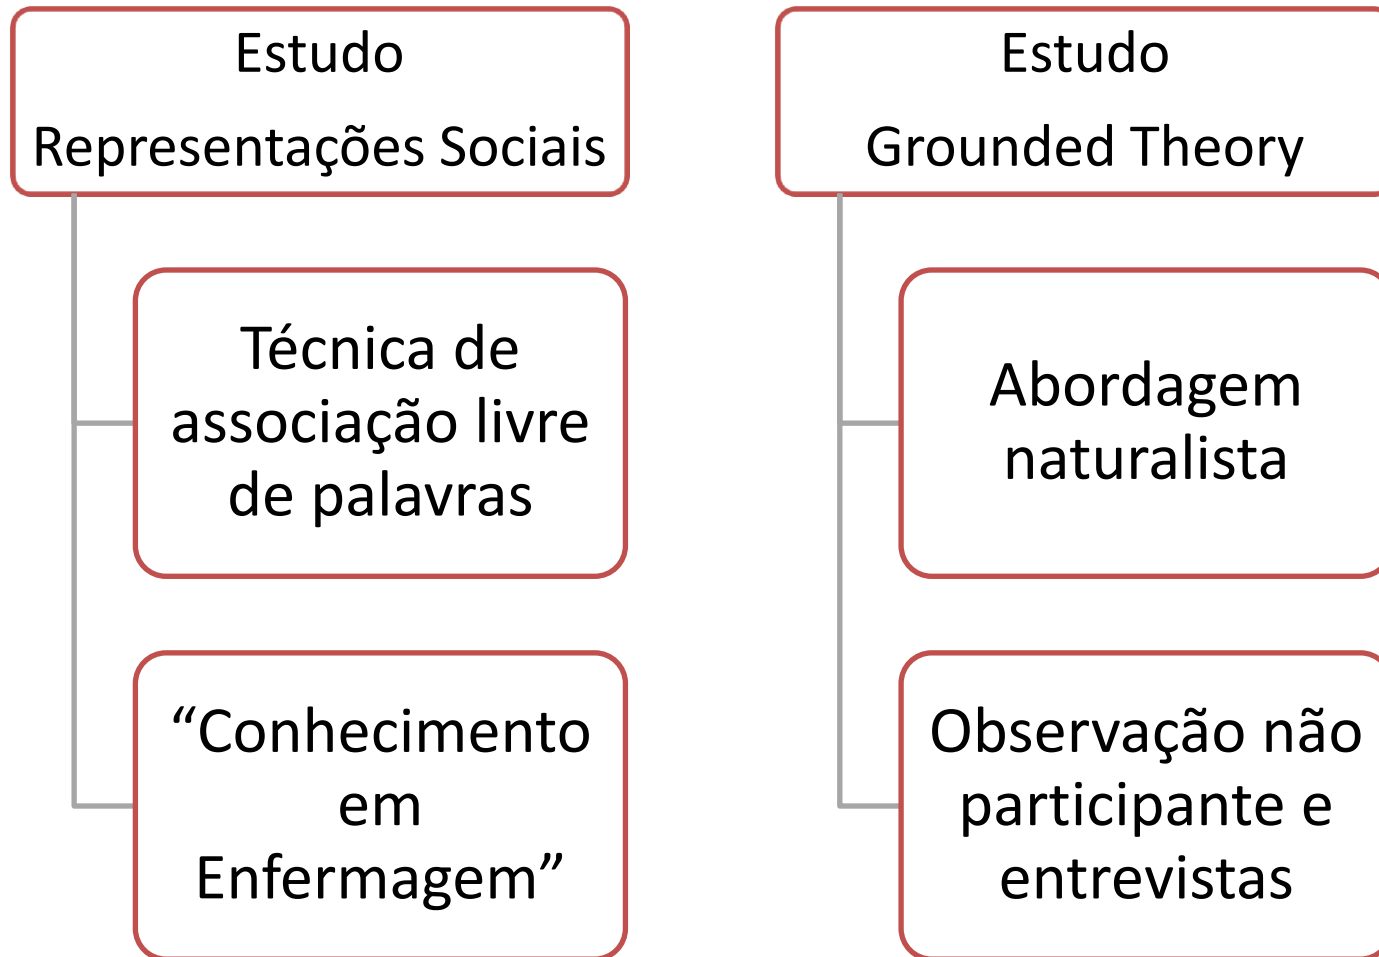 Estudo
Representações Sociais
Técnica de
associação livre
de palavras
“Conhecimento
em
Enfermagem”
Estudo
Grounded Theory
Abordagem
naturalista
Observação não
participante e
entrevistas